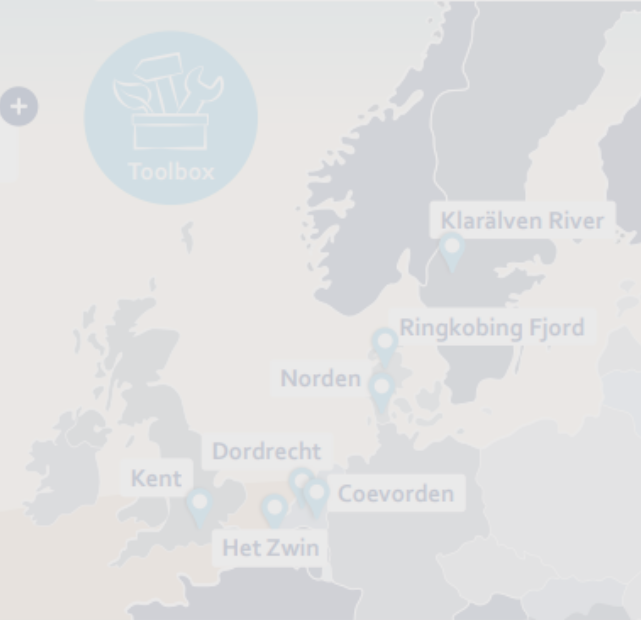 +
Toolbox
Klarälven River
Ringkobing Fjord
Norden
Dordrecht
Kent
Coevorden
Het Zwin